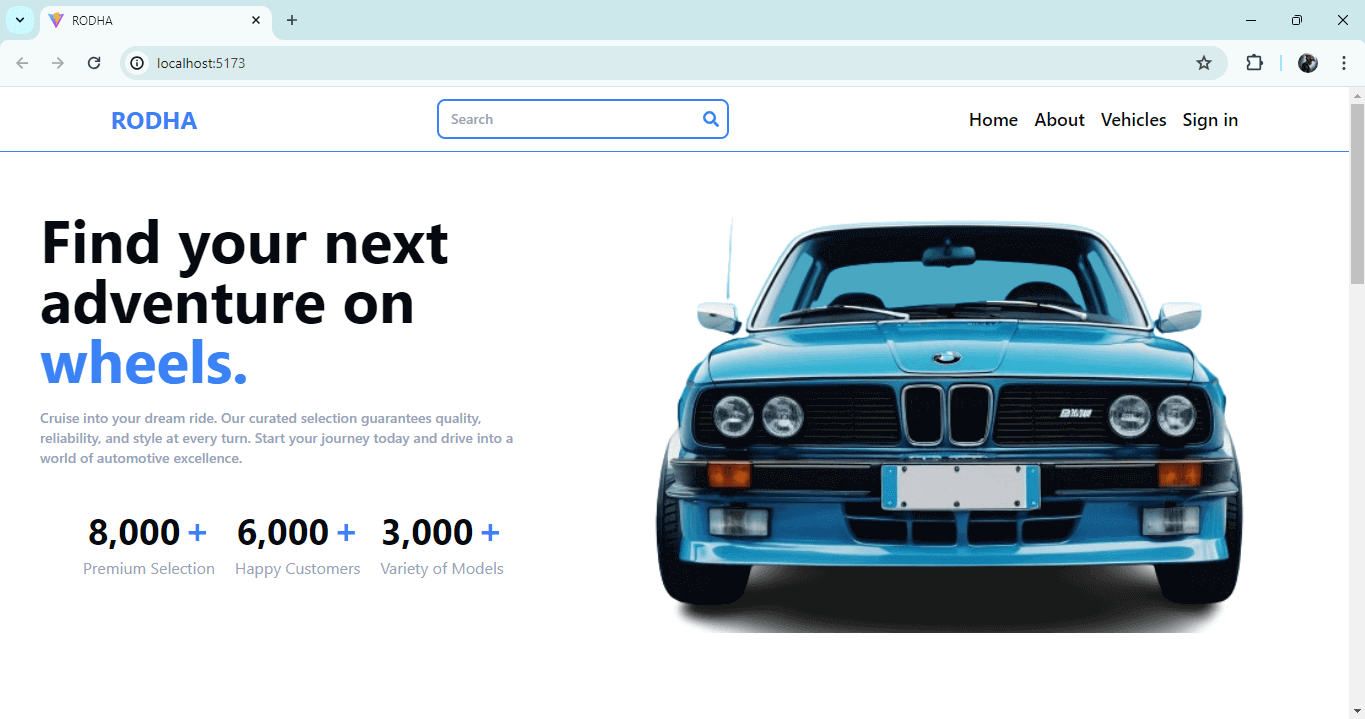 RODHA
localhost:5173
RODHA
Search
Home About Vehicles Sign in
Find your next
adventure on
wheels.
Cruise into your dream ride. Our curated selection guarantees quality,
reliability, and style at every turn. Start your journey today and drive into a
world of automotive excellence.
8,000 + 6,000 + 3,000 +
Premium Selection Happy Customers Variety of Models